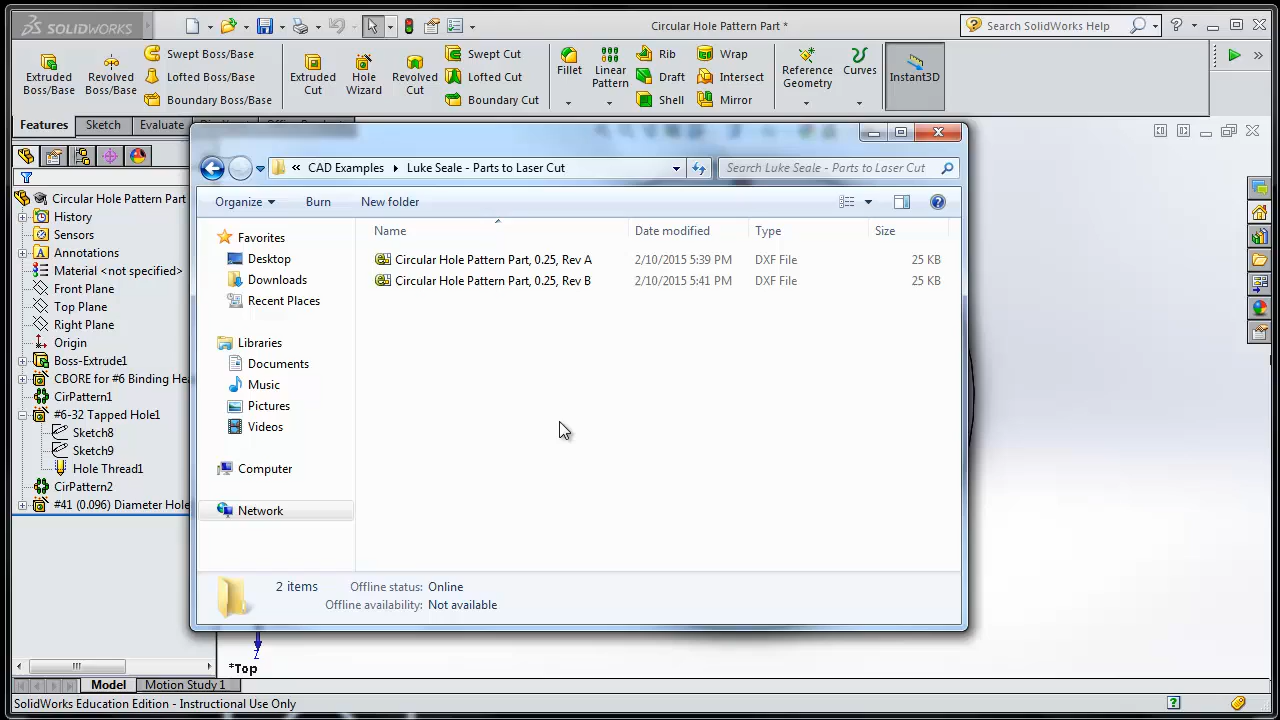 SOLIDWORKS
Circular Hole Pattern Part *
Search SolidWorks Help
Extruded Boss/Base
Revolved Boss/Base
Swept Boss/Base
Lofted Boss/Base
Boundary Boss/Base
Extruded Cut
Hole Wizard
Revolved Cut
Swept Cut
Lofted Cut
Boundary Cut
Fillet
Linear Pattern
Rib
Draft
Shell
Wrap
Intersect
Mirror
Reference Geometry
Curves
Instant3D
Features
Sketch
Evaluate
Circular Hole Pattern Part
History
Sensors
Annotations
Material <not specified>
Front Plane
Top Plane
Right Plane
Origin
Boss-Extrude1
CBORE for #6 Binding He
CirPattern1
#6-32 Tapped Hole1
Sketch8
Sketch9
Hole Thread1
CirPattern2
#41 (0.096) Diameter Hole
CAD Examples
Luke Seale - Parts to Laser Cut
Search Luke Seale - Parts to Laser Cut
Organize
Burn
New folder
Favorites
Desktop
Downloads
Recent Places
Libraries
Documents
Music
Pictures
Videos
Computer
Network
Name Date modified Type Size
Circular Hole Pattern Part, 0.25, Rev A 2/10/2015 5:39 PM DXF File 25 KB
Circular Hole Pattern Part, 0.25, Rev B 2/10/2015 5:41 PM DXF File 25 KB
2 items Offline status: Online
Offline availability: Not available
*Top
Model
Motion Study 1
SolidWorks Education Edition - Instructional Use Only